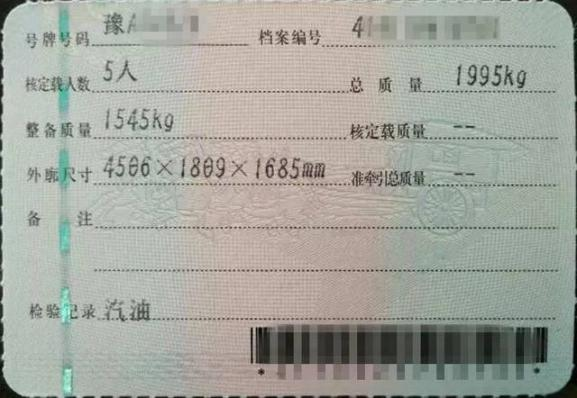 号牌号码 豫A 档案编号 4
核定载人数 5人 总质量 1995kg
整备质量 1545kg 核定载质量 --
外廓尺寸 4506×1809×1685mm 准牵引总质量 --
备注
检验记录 汽油
* *